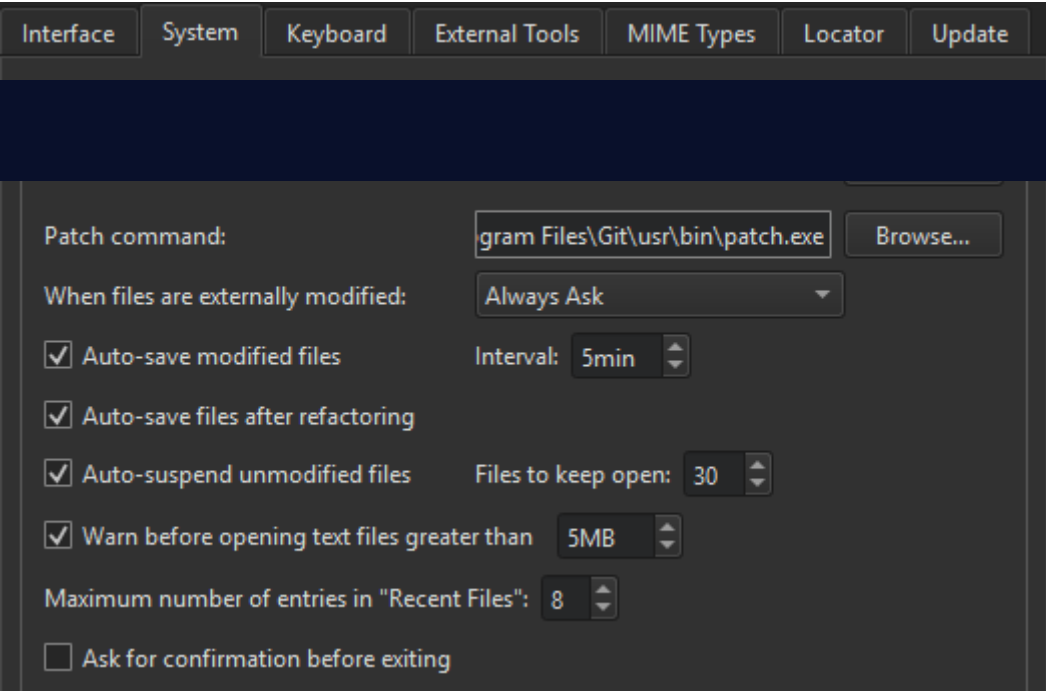 Interface System Keyboard External Tools MIME Types Locator Update
Patch command: gram Files\Git\usr\bin\patch.exe Browse...
When files are externally modified: Always Ask
Auto-save modified files Interval: 5min
Auto-save files after refactoring
Auto-suspend unmodified files Files to keep open: 30
Warn before opening text files greater than 5MB
Maximum number of entries in "Recent Files": 8
Ask for confirmation before exiting